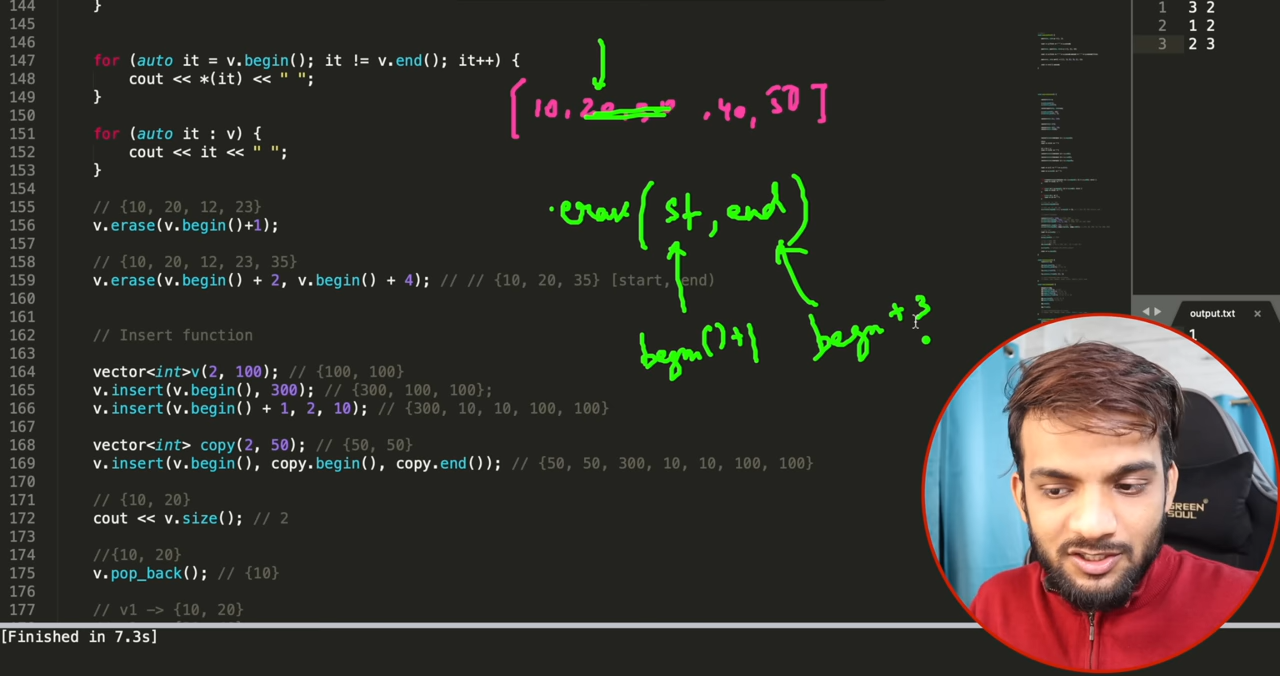 144 }
145
146
147 for (auto it = v.begin(); it != v.end(); it++) {
148 cout << *(it) << " ";
149 }
150
151 for (auto it : v) {
152 cout << it << " ";
153 }
154
155 // {10, 20, 12, 23}
156 v.erase(v.begin()+1);
157
158 // {10, 20, 12, 23, 35}
159 v.erase(v.begin() + 2, v.begin() + 4); // // {10, 20, 35} [start, end)
160
161
162 // Insert function
163
164 vector<int>v(2, 100); // {100, 100}
165 v.insert(v.begin(), 300); // {300, 100, 100};
166 v.insert(v.begin() + 1, 2, 10); // {300, 10, 10, 100, 100}
167
168 vector<int> copy(2, 50); // {50, 50}
169 v.insert(v.begin(), copy.begin(), copy.end()); // {50, 50, 300, 10, 10, 100, 100}
170
171 // {10, 20}
172 cout << v.size(); // 2
173
174 //{10, 20}
175 v.pop_back(); // {10}
176
177 // v1 -> {10, 20}
[Finished in 7.3s]
[10, 20, , 40, 50]
.erase(st, end)
begin()+1
begin + 3
1 3 2
2 1 2
3 2 3
output.txt ×
1
GREEN
SOUL